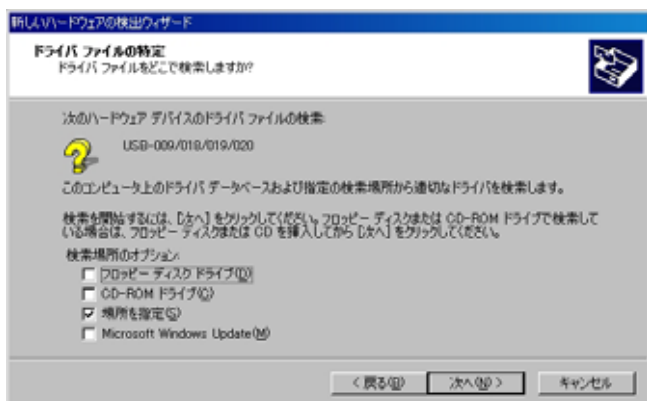 新しいハードウェアの検出ウィザード
ドライバ ファイルの特定
ドライバ ファイルをどこで検索しますか?
次のハードウェア デバイスのドライバ ファイルの検索:
USB-009/018/019/020
このコンピュータ上のドライバ データベースおよび指定の検索場所から適切なドライバを検索します。
検索を開始するには、[次へ] をクリックしてください。フロッピー ディスクまたは CD-ROM ドライブで検索して
いる場合は、フロッピー ディスクまたは CD を挿入してから [次へ] をクリックしてください。
検索場所のオプション:
フロッピー ディスク ドライブ(D)
CD-ROM ドライブ(C)
場所を指定(S)
Microsoft Windows Update(M)
< 戻る(B)
次へ(N) >
キャンセル